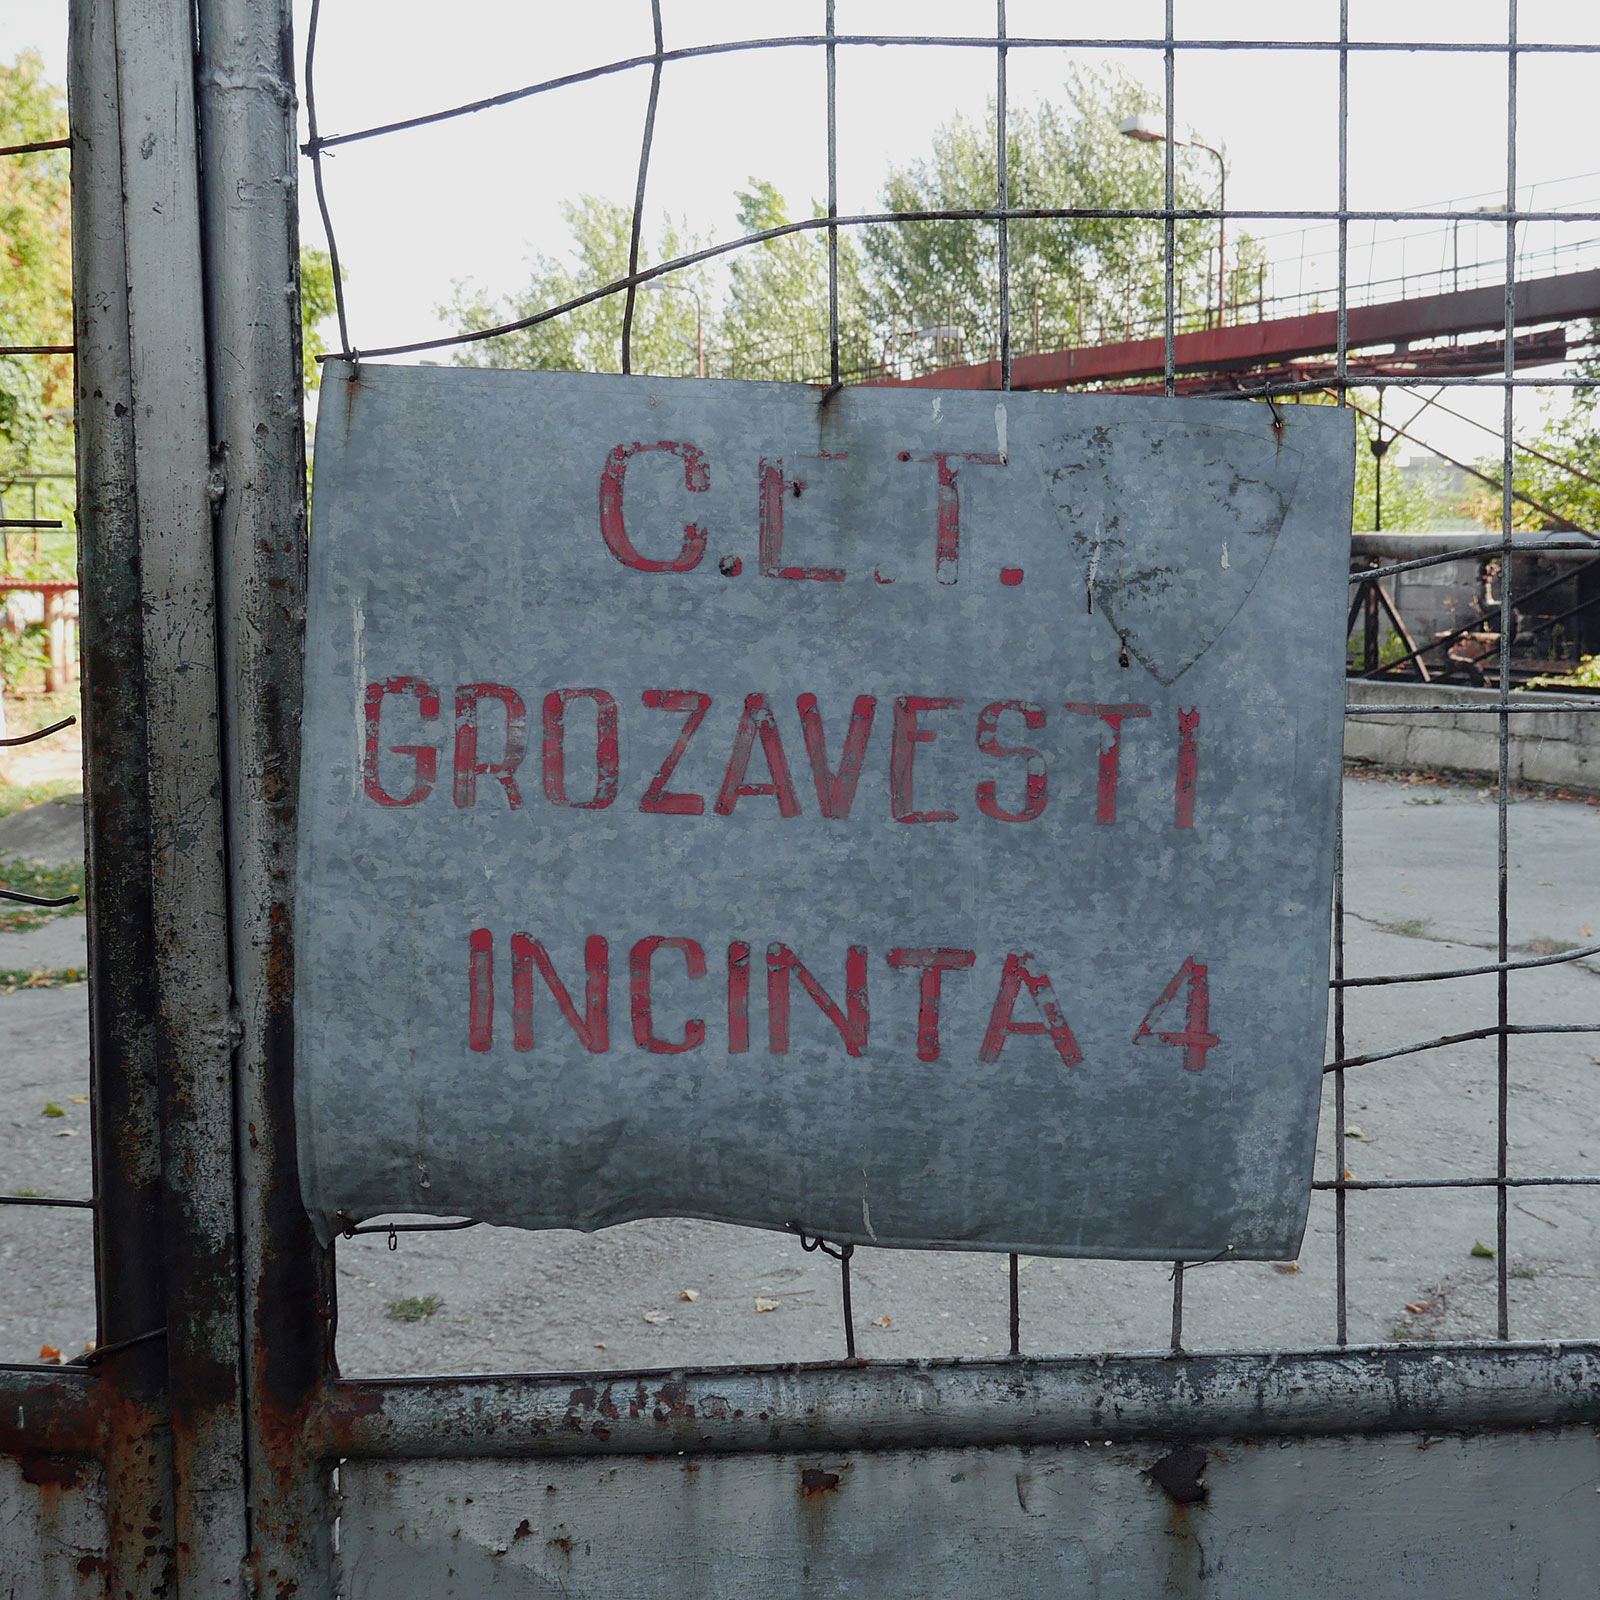 C.E.T.
GROZAVESTI
INCINTA 4